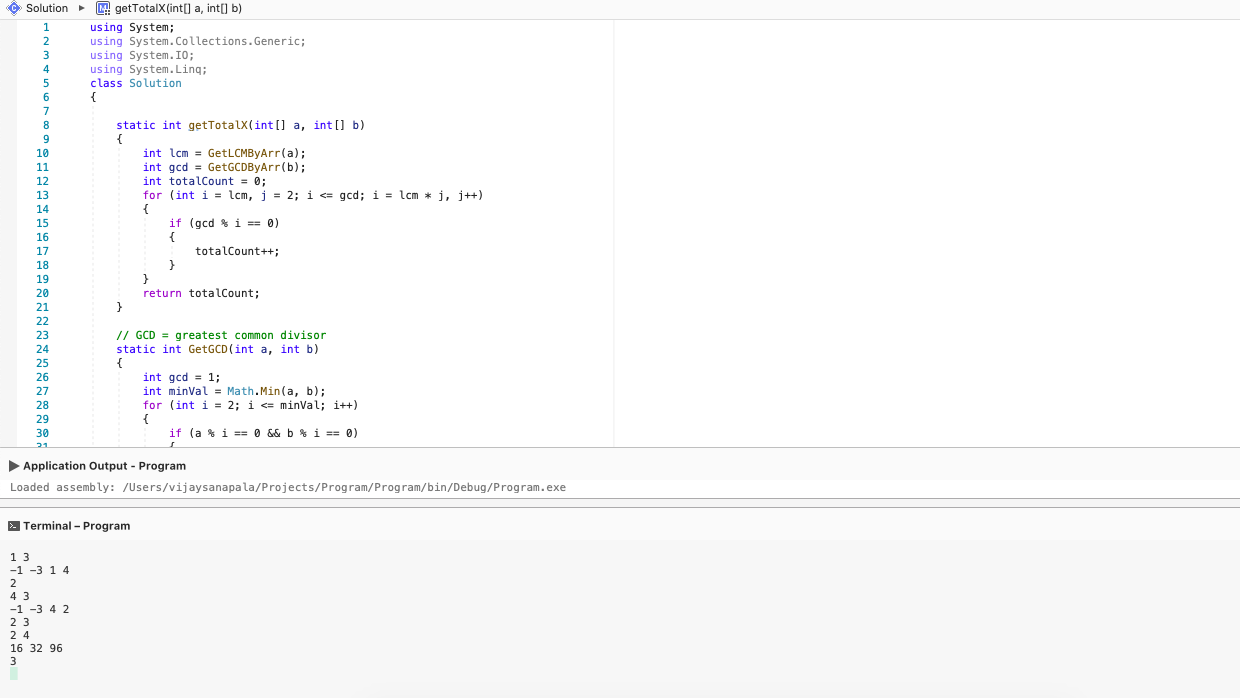 Solution ▸ getTotalX(int[] a, int[] b)
1 using System;
2 using System.Collections.Generic;
3 using System.IO;
4 using System.Linq;
5 class Solution
6 {
7
8 static int getTotalX(int[] a, int[] b)
9 {
10 int lcm = GetLCMByArr(a);
11 int gcd = GetGCDByArr(b);
12 int totalCount = 0;
13 for (int i = lcm, j = 2; i <= gcd; i = lcm * j, j++)
14 {
15 if (gcd % i == 0)
16 {
17 totalCount++;
18 }
19 }
20 return totalCount;
21 }
22
23 // GCD = greatest common divisor
24 static int GetGCD(int a, int b)
25 {
26 int gcd = 1;
27 int minVal = Math.Min(a, b);
28 for (int i = 2; i <= minVal; i++)
29 {
30 if (a % i == 0 && b % i == 0)
31 {
Application Output - Program
Loaded assembly: /Users/vijaysanapala/Projects/Program/Program/bin/Debug/Program.exe
Terminal – Program
1 3
-1 -3 1 4
2
4 3
-1 -3 4 2
2 3
2 4
16 32 96
3